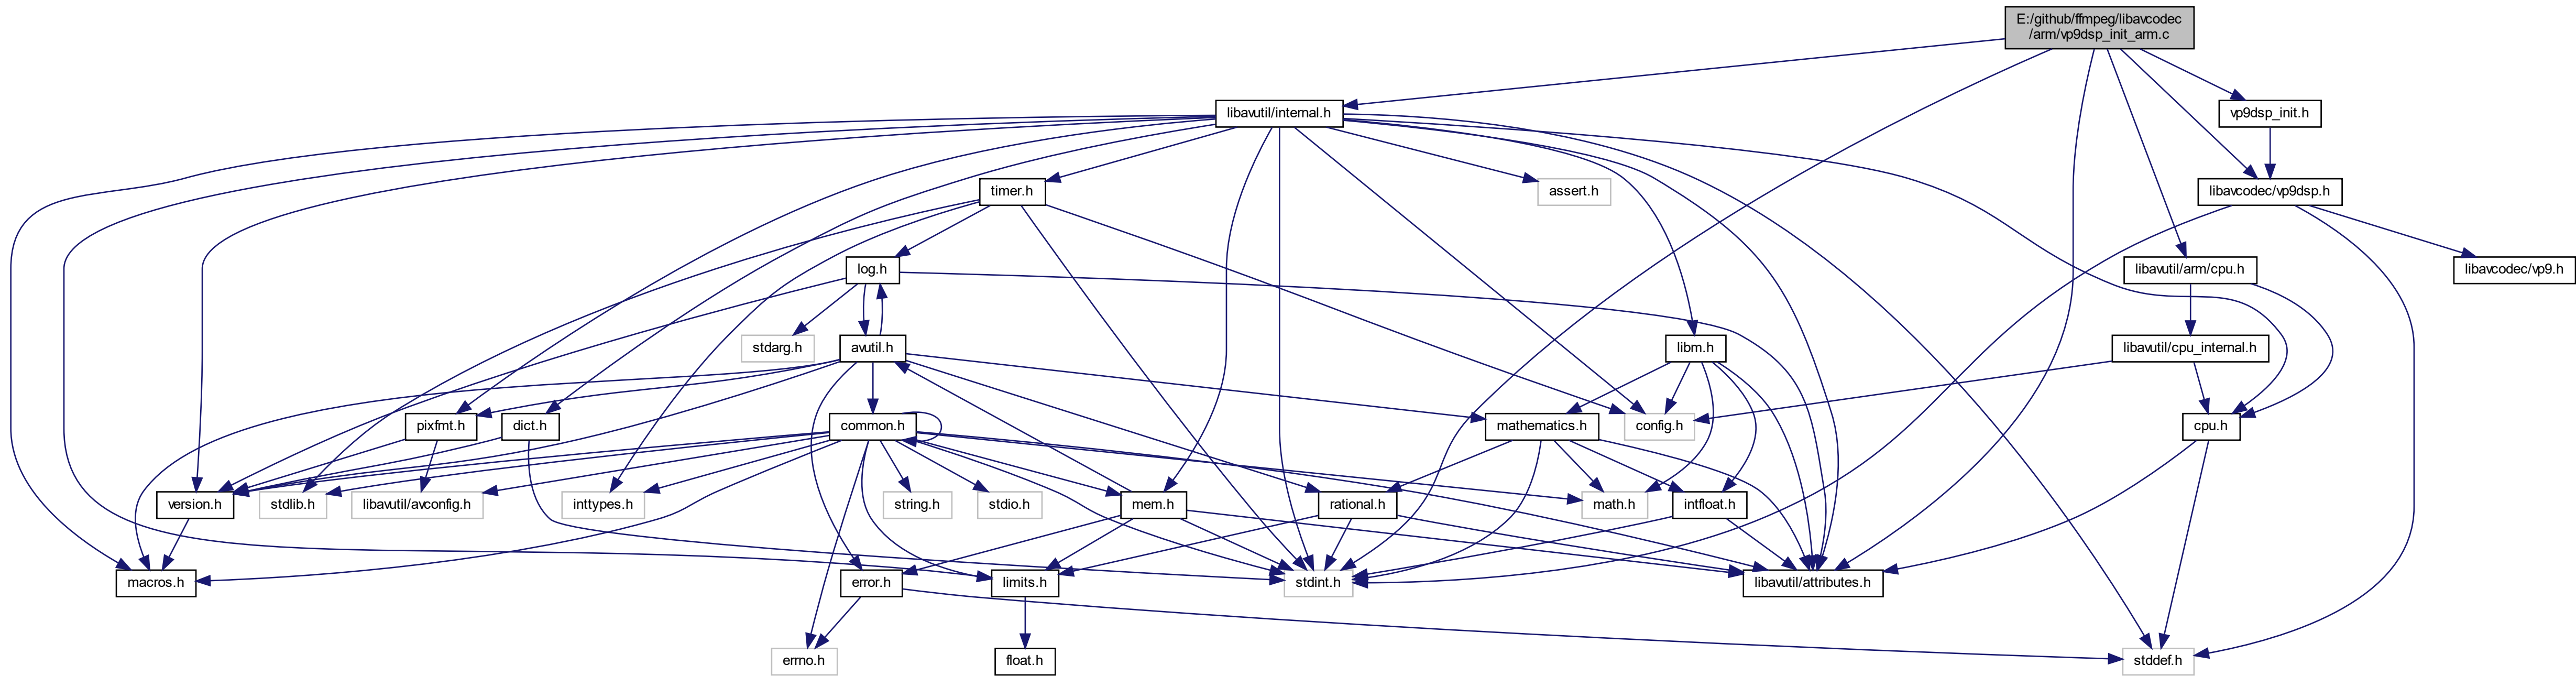 E:/github/ffmpeg/libavcodec
/arm/vp9dsp_init_arm.c
libavutil/internal.h
vp9dsp_init.h
timer.h
assert.h
libavcodec/vp9dsp.h
log.h
libavutil/arm/cpu.h
libavcodec/vp9.h
stdarg.h
avutil.h
libm.h
libavutil/cpu_internal.h
pixfmt.h
dict.h
common.h
mathematics.h
config.h
cpu.h
version.h
stdlib.h
libavutil/avconfig.h
inttypes.h
string.h
stdio.h
mem.h
rational.h
math.h
intfloat.h
macros.h
error.h
limits.h
stdint.h
libavutil/attributes.h
errno.h
float.h
stddef.h